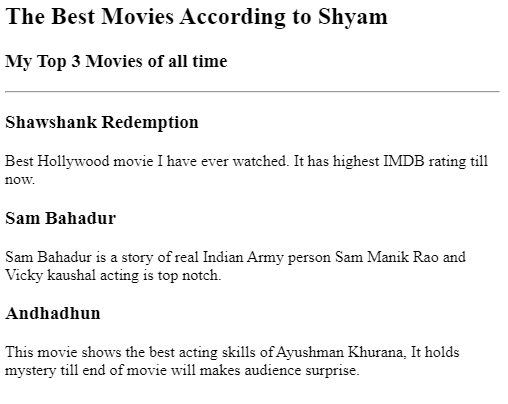 The Best Movies According to Shyam
My Top 3 Movies of all time
Shawshank Redemption
Best Hollywood movie I have ever watched. It has highest IMDB rating till
now.
Sam Bahadur
Sam Bahadur is a story of real Indian Army person Sam Manik Rao and
Vicky kaushal acting is top notch.
Andhadhun
This movie shows the best acting skills of Ayushman Khurana, It holds
mystery till end of movie will makes audience surprise.